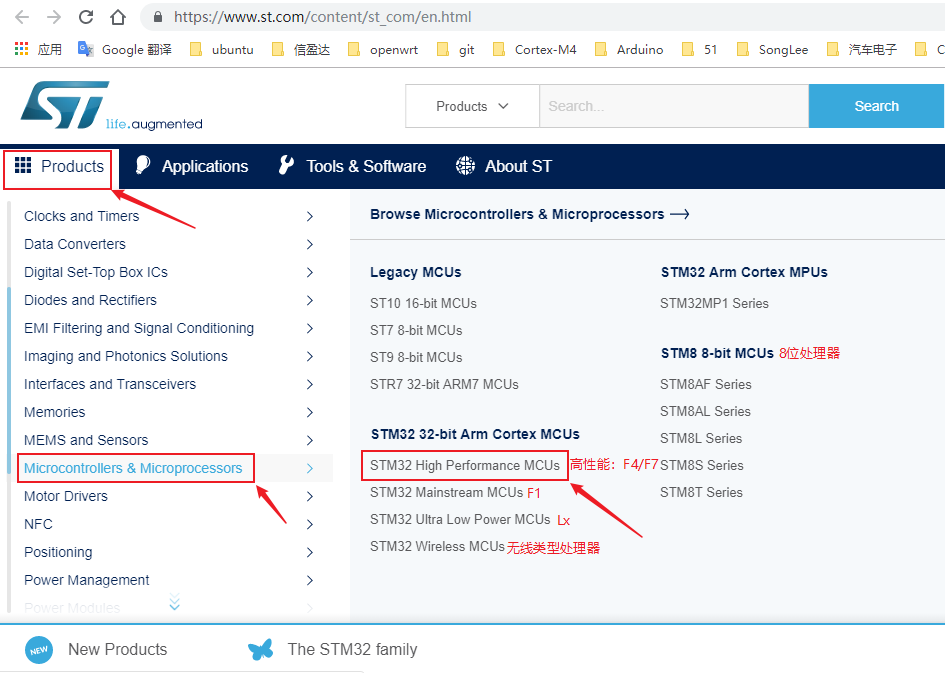 https://www.st.com/content/st_com/en.html
应用
Google 翻译
ubuntu
信盈达
openwrt
git
Cortex-M4
Arduino
51
SongLee
汽车电子
C
ST
life.augmented
Products
Search...
Search
Products
Applications
Tools & Software
About ST
Clocks and Timers
Data Converters
Digital Set-Top Box ICs
Diodes and Rectifiers
EMI Filtering and Signal Conditioning
Imaging and Photonics Solutions
Interfaces and Transceivers
Memories
MEMS and Sensors
Microcontrollers & Microprocessors
Motor Drivers
NFC
Positioning
Power Management
Power Modules
Browse Microcontrollers & Microprocessors
Legacy MCUs
ST10 16-bit MCUs
ST7 8-bit MCUs
ST9 8-bit MCUs
STR7 32-bit ARM7 MCUs
STM32 32-bit Arm Cortex MCUs
STM32 High Performance MCUs 高性能：F4/F7
STM32 Mainstream MCUs F1
STM32 Ultra Low Power MCUs Lx
STM32 Wireless MCUs 无线类型处理器
STM32 Arm Cortex MPUs
STM32MP1 Series
STM8 8-bit MCUs 8位处理器
STM8AF Series
STM8AL Series
STM8L Series
STM8S Series
STM8T Series
NEW
New Products
The STM32 family